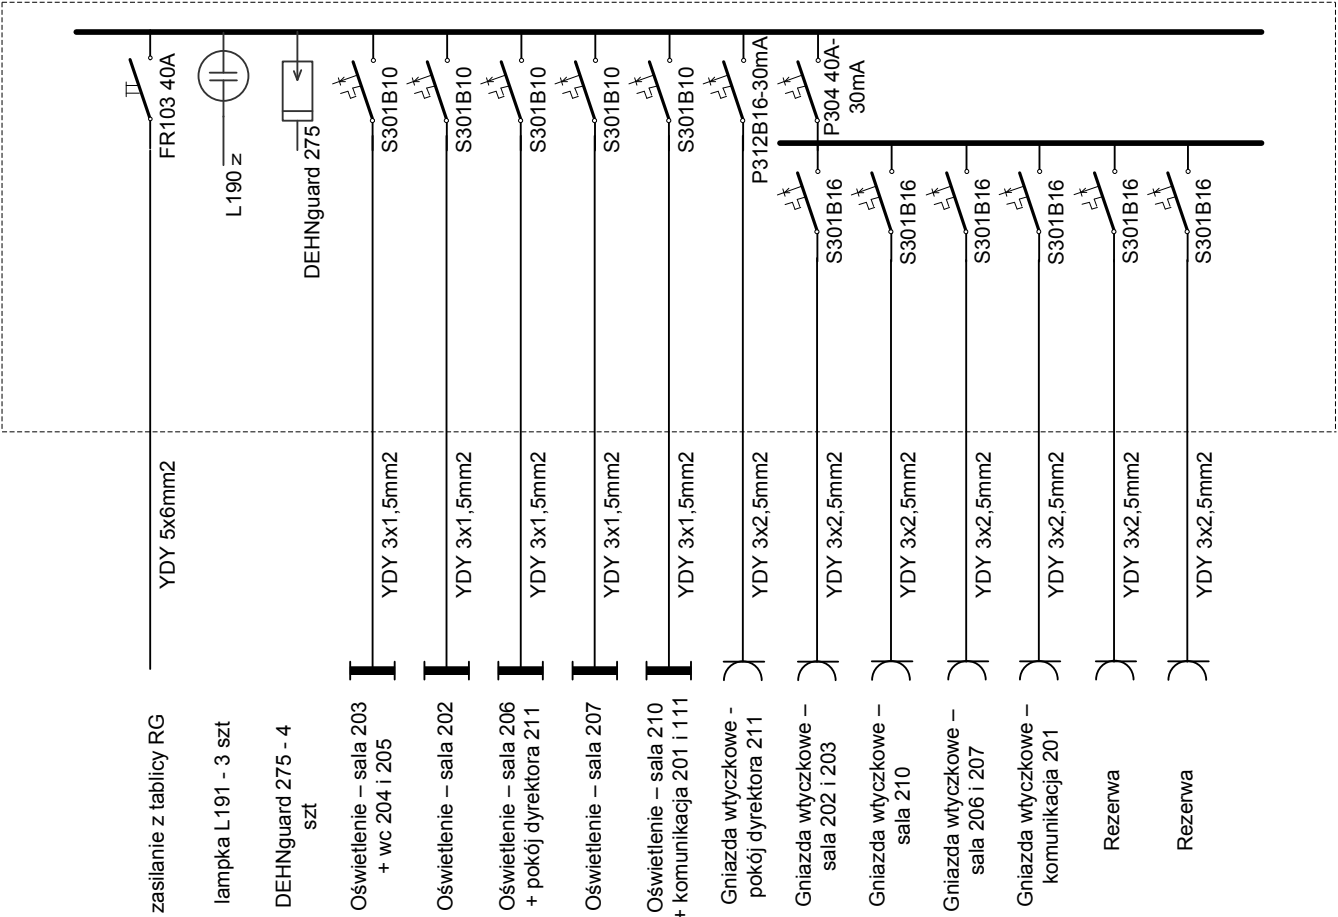 FR103 40A
L190 z
DEHNguard 275
S301B10
S301B10
S301B10
S301B10
S301B10
P312B16-30mA
P304 40A-
30mA
S301B16
S301B16
S301B16
S301B16
S301B16
S301B16
YDY 5x6mm2
YDY 3x1,5mm2
YDY 3x1,5mm2
YDY 3x1,5mm2
YDY 3x1,5mm2
YDY 3x1,5mm2
YDY 3x2,5mm2
YDY 3x2,5mm2
YDY 3x2,5mm2
YDY 3x2,5mm2
YDY 3x2,5mm2
YDY 3x2,5mm2
YDY 3x2,5mm2
zasilanie z tablicy RG
lampka L191 - 3 szt
DEHNguard 275 - 4
szt
Oświetlenie – sala 203
+ wc 204 i 205
Oświetlenie – sala 202
Oświetlenie – sala 206
+ pokój dyrektora 211
Oświetlenie – sala 207
Oświetlenie – sala 210
+ komunikacja 201 i 111
Gniazda wtyczkowe -
pokój dyrektora 211
Gniazda wtyczkowe –
sala 202 i 203
Gniazda wtyczkowe –
sala 210
Gniazda wtyczkowe –
sala 206 i 207
Gniazda wtyczkowe –
komunikacja 201
Rezerwa
Rezerwa